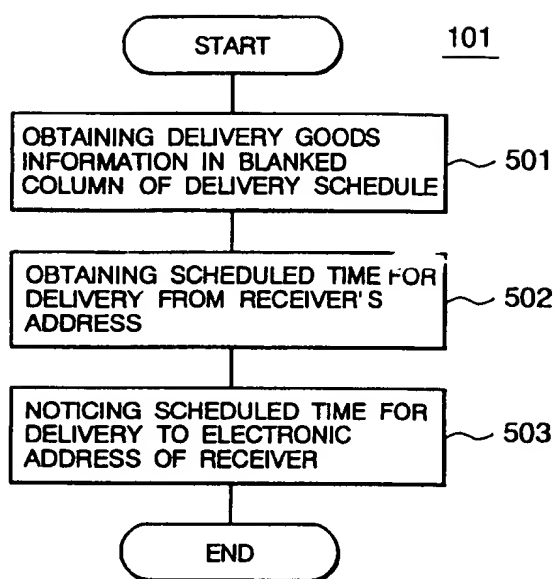 START
101
OBTAINING DELIVERY GOODS
INFORMATION IN BLANKED
COLUMN OF DELIVERY SCHEDULE
501
OBTAINING SCHEDULED TIME FOR
DELIVERY FROM RECEIVER'S
ADDRESS
502
NOTICING SCHEDULED TIME FOR
DELIVERY TO ELECTRONIC
ADDRESS OF RECEIVER
503
END